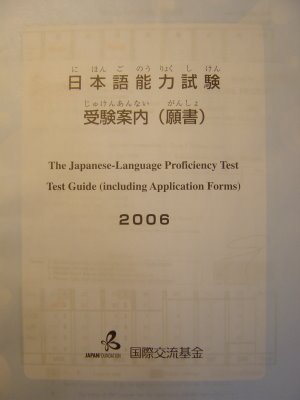 に ほん ご のう りょく し けん
日本語能力試験
じゅけんあんない がんしょ
受験案内(願書)
The Japanese-Language Proficiency Test
Test Guide (including Application Forms)
2006
JAPANFOUNDATION 国際交流基金